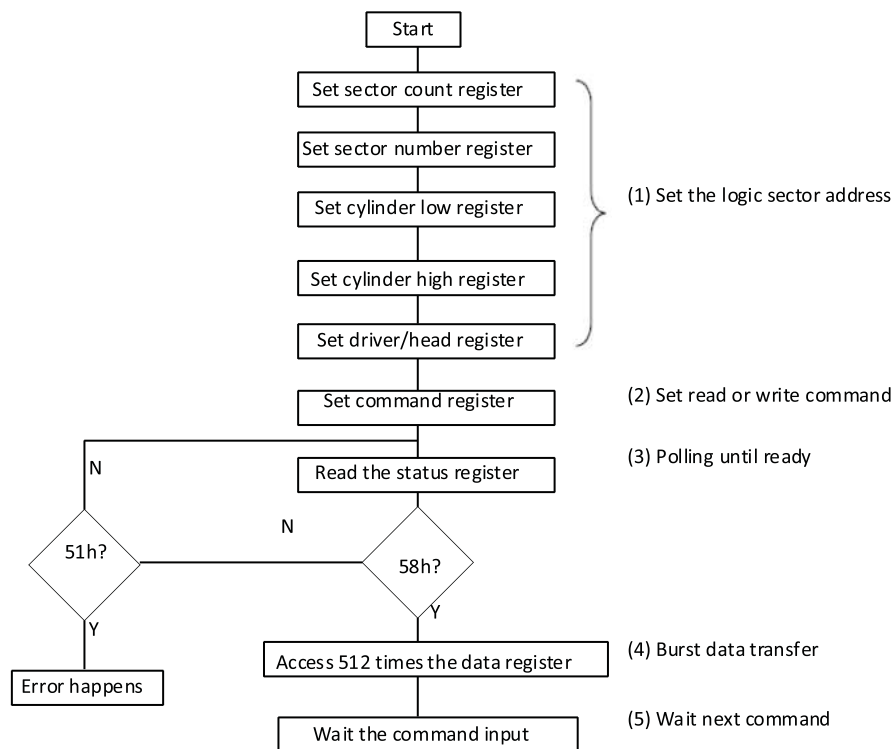 Start
Set sector count register
Set sector number register
Set cylinder low register
(1) Set the logic sector address
Set cylinder high register
Set driver/head register
Set command register
(2) Set read or write command
N
Read the status register
(3) Polling until ready
51h?
N
58h?
Y
Y
Access 512 times the data register
(4) Burst data transfer
Error happens
Wait the command input
(5) Wait next command